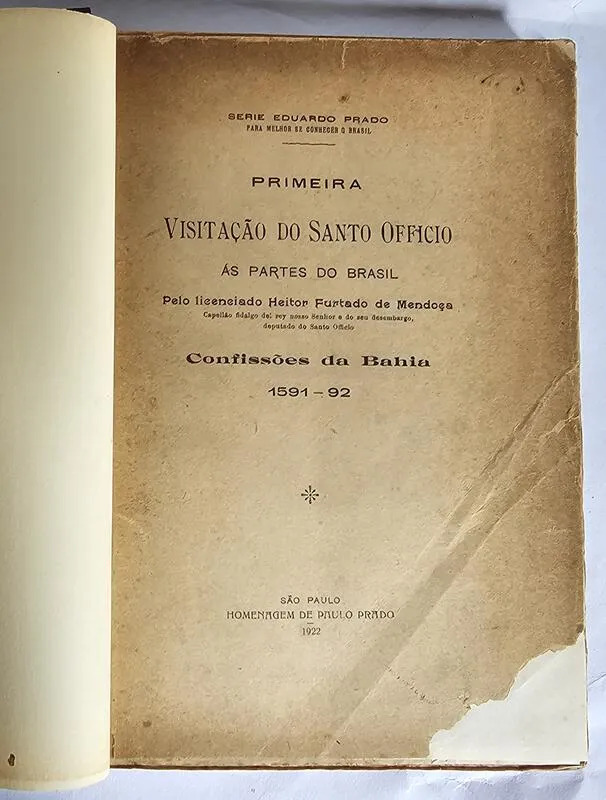 SERIE EDUARDO PRADO
PARA MELHOR SE CONHECER O BRASIL
PRIMEIRA
VISITAÇÃO DO SANTO OFFICIO
ÁS PARTES DO BRASIL
Pelo licenciado Heitor Furtado de Mendoça
Capellão fidalgo del rey nosso Senhor e do seu desembargo,
deputado do Santo Officio
Confissões da Bahia
1591 – 92
SÃO PAULO
HOMENAGEM DE PAULO PRADO
1922